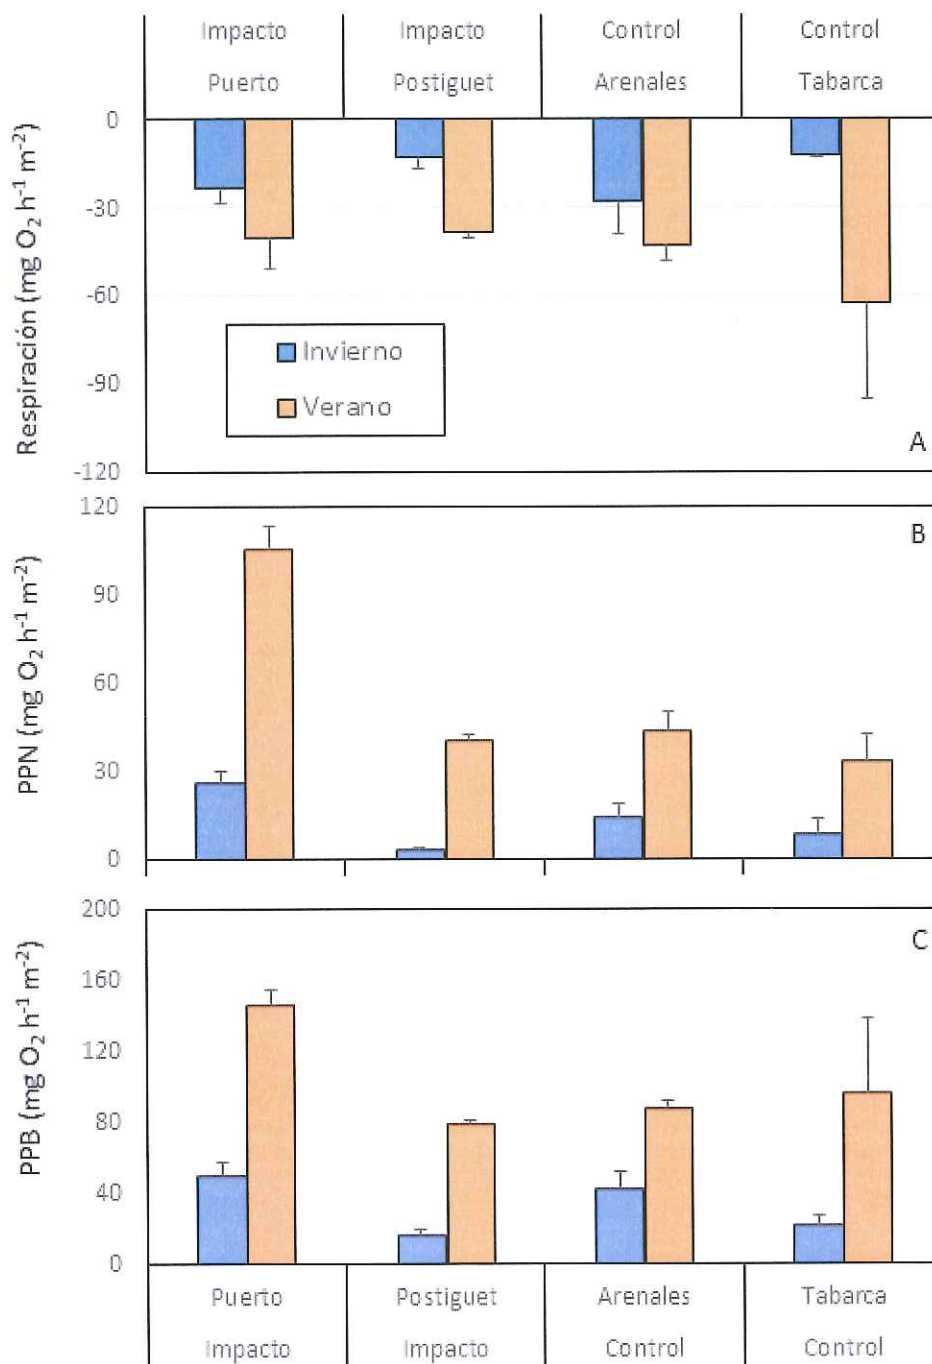 Impacto Impacto Control Control
Puerto Postiguet Arenales Tabarca
Respiración (mg O₂ h⁻¹ m⁻²)
0
-30
-60
-90
-120
Invierno
Verano
A
PPN (mg O₂ h⁻¹ m⁻²)
120
90
60
30
0
B
PPB (mg O₂ h⁻¹ m⁻²)
200
160
120
80
40
0
C
Puerto Postiguet Arenales Tabarca
Impacto Impacto Control Control